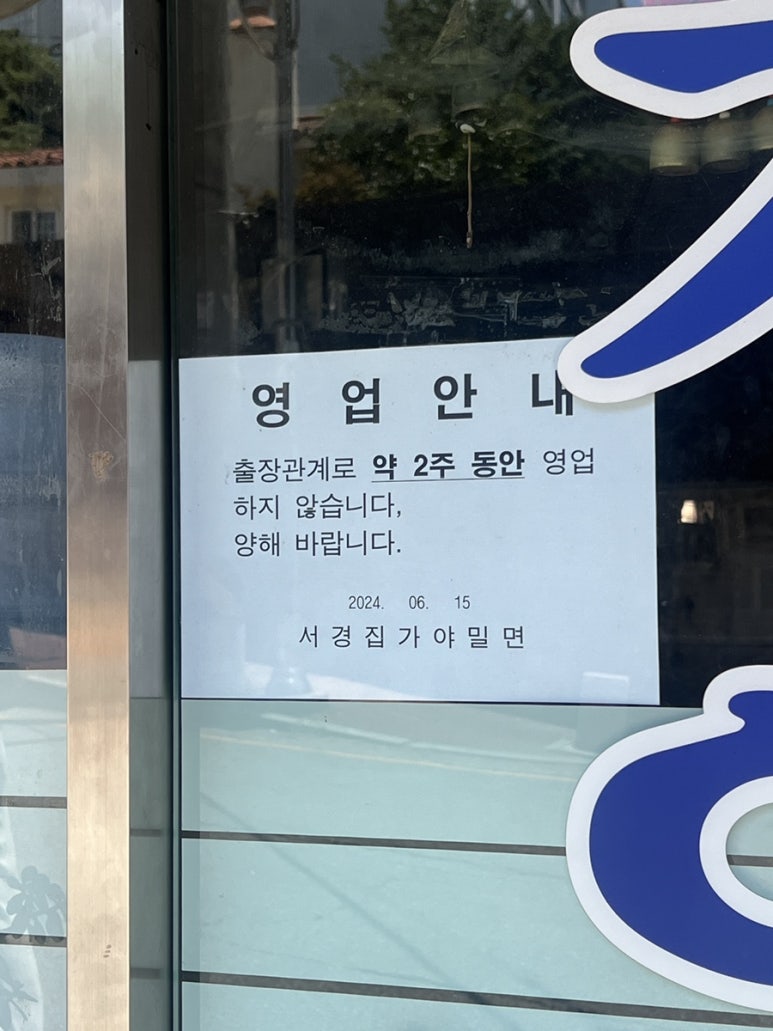 영 업 안 내
출장관계로 약 2주 동안 영업
하지 않습니다,
양해 바랍니다.
2024. 06. 15
서 경 집 가 야 밀 면